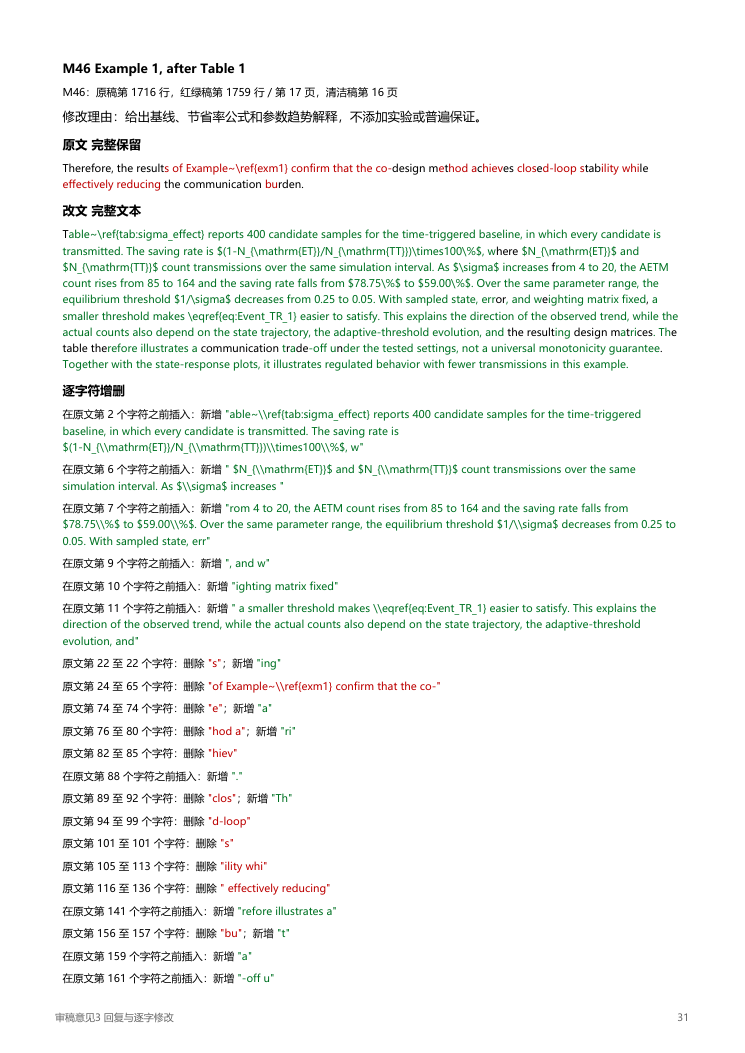 M46 Example 1, after Table 1
M46：原稿第 1716 行，红绿稿第 1759 行 / 第 17 页，清洁稿第 16 页
修改理由：给出基线、节省率公式和参数趋势解释，不添加实验或普遍保证。
原文 完整保留
Therefore, the results of Example~\ref{exm1} confirm that the co-design method achieves closed-loop stability while
effectively reducing the communication burden.
改文 完整文本
Table~\ref{tab:sigma_effect} reports 400 candidate samples for the time-triggered baseline, in which every candidate is
transmitted. The saving rate is $(1-N_{\mathrm{ET}}/N_{\mathrm{TT}})\times100\%$, where $N_{\mathrm{ET}}$ and
$N_{\mathrm{TT}}$ count transmissions over the same simulation interval. As $\sigma$ increases from 4 to 20, the AETM
count rises from 85 to 164 and the saving rate falls from $78.75\%$ to $59.00\%$. Over the same parameter range, the
equilibrium threshold $1/\sigma$ decreases from 0.25 to 0.05. With sampled state, error, and weighting matrix fixed, a
smaller threshold makes \eqref{eq:Event_TR_1} easier to satisfy. This explains the direction of the observed trend, while the
actual counts also depend on the state trajectory, the adaptive-threshold evolution, and the resulting design matrices. The
table therefore illustrates a communication trade-off under the tested settings, not a universal monotonicity guarantee.
Together with the state-response plots, it illustrates regulated behavior with fewer transmissions in this example.
逐字符增删
在原文第 2 个字符之前插入：新增 "able~\\ref{tab:sigma_effect} reports 400 candidate samples for the time-triggered
baseline, in which every candidate is transmitted. The saving rate is
$(1-N_{\\mathrm{ET}}/N_{\\mathrm{TT}})\\times100\\%$, w"
在原文第 6 个字符之前插入：新增 " $N_{\\mathrm{ET}}$ and $N_{\\mathrm{TT}}$ count transmissions over the same
simulation interval. As $\\sigma$ increases "
在原文第 7 个字符之前插入：新增 "rom 4 to 20, the AETM count rises from 85 to 164 and the saving rate falls from
$78.75\\%$ to $59.00\\%$. Over the same parameter range, the equilibrium threshold $1/\\sigma$ decreases from 0.25 to
0.05. With sampled state, err"
在原文第 9 个字符之前插入：新增 ", and w"
在原文第 10 个字符之前插入：新增 "ighting matrix fixed"
在原文第 11 个字符之前插入：新增 " a smaller threshold makes \\eqref{eq:Event_TR_1} easier to satisfy. This explains the
direction of the observed trend, while the actual counts also depend on the state trajectory, the adaptive-threshold
evolution, and"
原文第 22 至 22 个字符：删除 "s"；新增 "ing"
原文第 24 至 65 个字符：删除 "of Example~\\ref{exm1} confirm that the co-"
原文第 74 至 74 个字符：删除 "e"；新增 "a"
原文第 76 至 80 个字符：删除 "hod a"；新增 "ri"
原文第 82 至 85 个字符：删除 "hiev"
在原文第 88 个字符之前插入：新增 "."
原文第 89 至 92 个字符：删除 "clos"；新增 "Th"
原文第 94 至 99 个字符：删除 "d-loop"
原文第 101 至 101 个字符：删除 "s"
原文第 105 至 113 个字符：删除 "ility whi"
原文第 116 至 136 个字符：删除 " effectively reducing"
在原文第 141 个字符之前插入：新增 "refore illustrates a"
原文第 156 至 157 个字符：删除 "bu"；新增 "t"
在原文第 159 个字符之前插入：新增 "a"
在原文第 161 个字符之前插入：新增 "-off u"
审稿意见3 回复与逐字修改
31